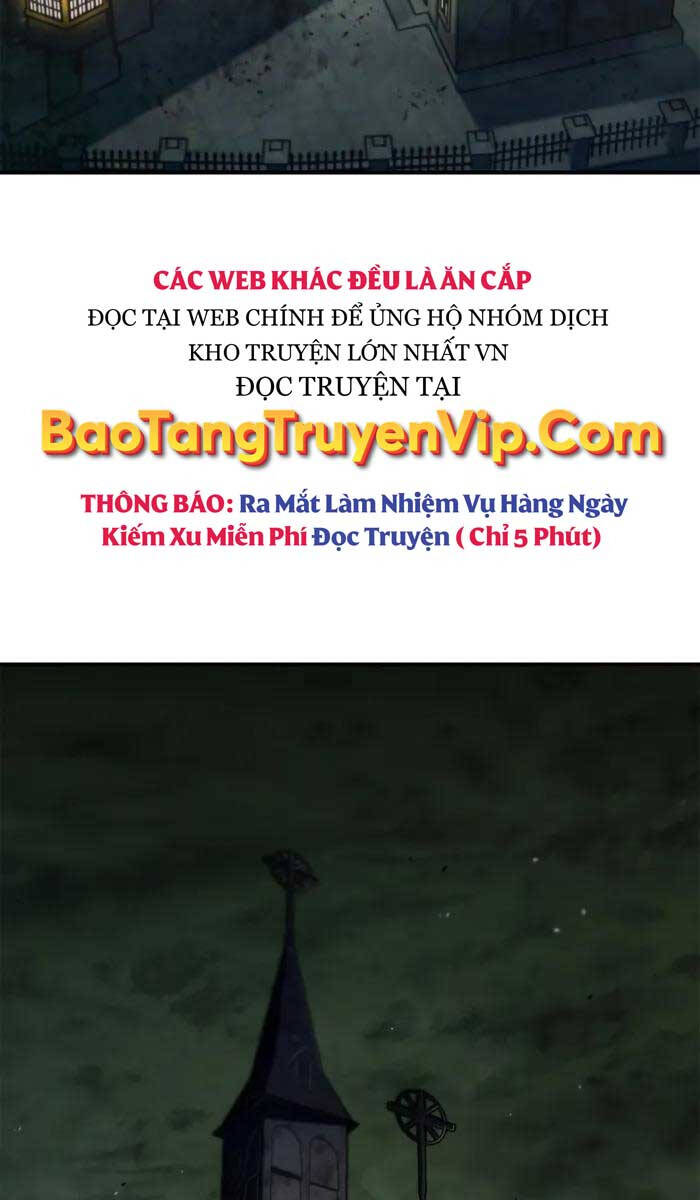 CÁC WEB KHÁC ĐỀU LÀ ĂN CẮP
ĐỌC TẠI WEB CHÍNH ĐỂ ỦNG HỘ NHÓM DỊCH
KHO TRUYỆN LỚN NHẤT VN
ĐỌC TRUYỆN TẠI
BaoTangTruyenVip.Com
THÔNG BÁO: Ra Mắt Làm Nhiệm Vụ Hàng Ngày
Kiếm Xu Miễn Phí Đọc Truyện ( Chỉ 5 Phút)